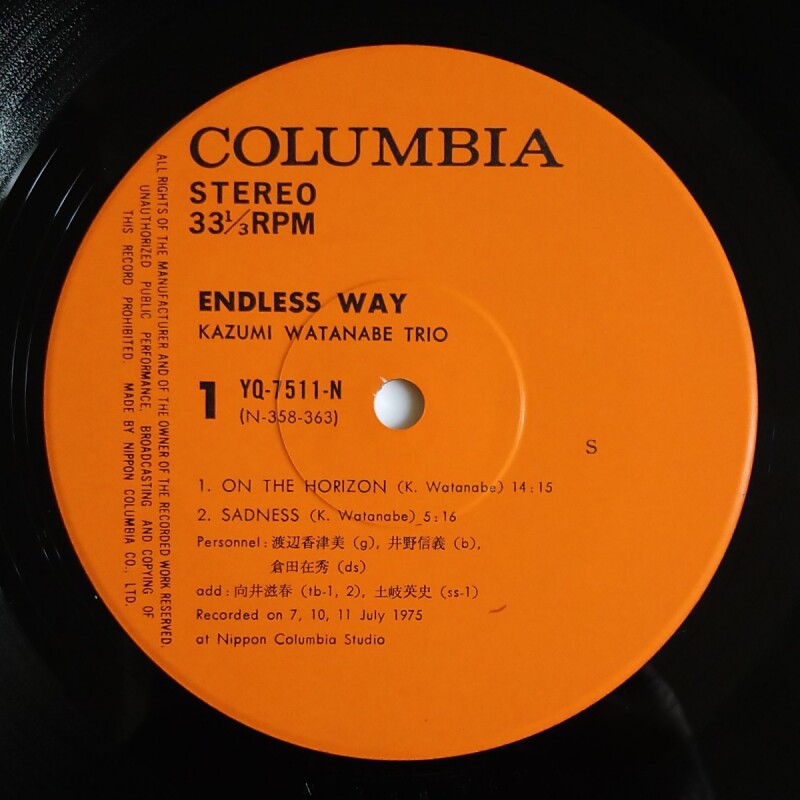 COLUMBIA
STEREO
33 1/3 RPM
ENDLESS WAY
KAZUMI WATANABE TRIO
1 YQ-7511-N
(N-358-363)
S
1. ON THE HORIZON (K. Watanabe) 14:15
2. SADNESS (K. Watanabe) 5:16
Personnel: 渡辺香津美 (g), 井野信義 (b),
倉田在秀 (ds)
add: 向井滋春 (tb-1, 2), 土岐英史 (ss-1)
Recorded on 7, 10, 11 July 1975
at Nippon Columbia Studio
ALL RIGHTS OF THE MANUFACTURER AND OF THE OWNER OF THE RECORDED WORK RESERVED.
UNAUTHORIZED PUBLIC PERFORMANCE, BROADCASTING AND COPYING OF
THIS RECORD PROHIBITED. MADE BY NIPPON COLUMBIA CO., LTD.